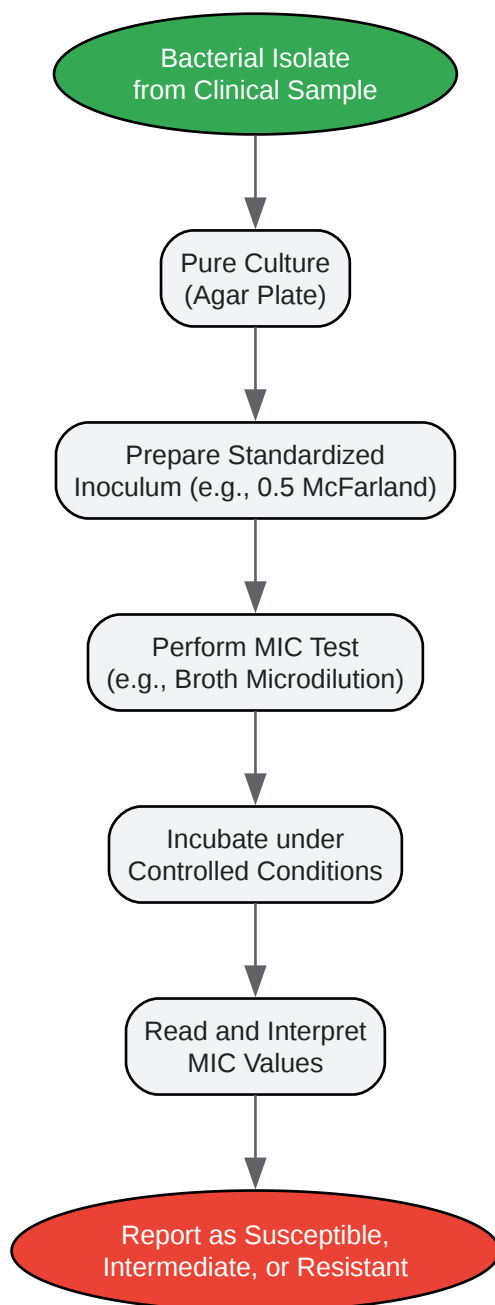 Bacterial Isolate
from Clinical Sample
Pure Culture
(Agar Plate)
Prepare Standardized
Inoculum (e.g., 0.5 McFarland)
Perform MIC Test
(e.g., Broth Microdilution)
Incubate under
Controlled Conditions
Read and Interpret
MIC Values
Report as Susceptible,
Intermediate, or Resistant